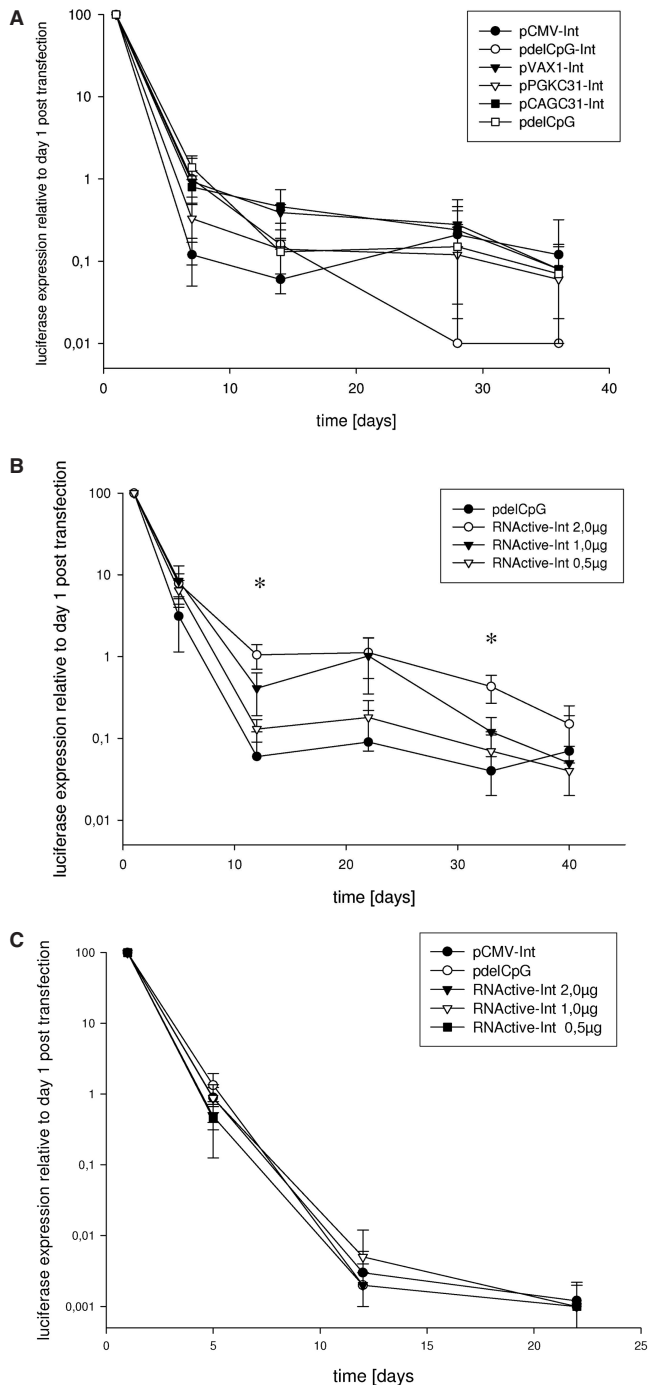 A
luciferase expression relative to day 1 post transfection
100
10
1
0,1
0,01
0
10
20
30
40
time [days]
pCMV-Int
pdelCpG-Int
pVAX1-Int
pPGKC31-Int
pCAGC31-Int
pdelCpG
B
luciferase expression relative to day 1 post transfection
100
10
1
0,1
0,01
0
10
20
30
40
time [days]
pdelCpG
RNActive-Int 2,0µg
RNActive-Int 1,0µg
RNActive-Int 0,5µg
*
*
C
luciferase expression relative to day 1 post transfection
100
10
1
0,1
0,01
0,001
0
5
10
15
20
25
time [days
pCMV-Int
pdelCpG
RNActive-Int 2,0µg
RNActive-Int 1,0µg
RNActive-Int 0,5µg